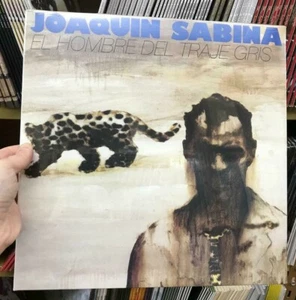 JOAQUIN SABINA
EL HOMBRE DEL TRAJE GRIS